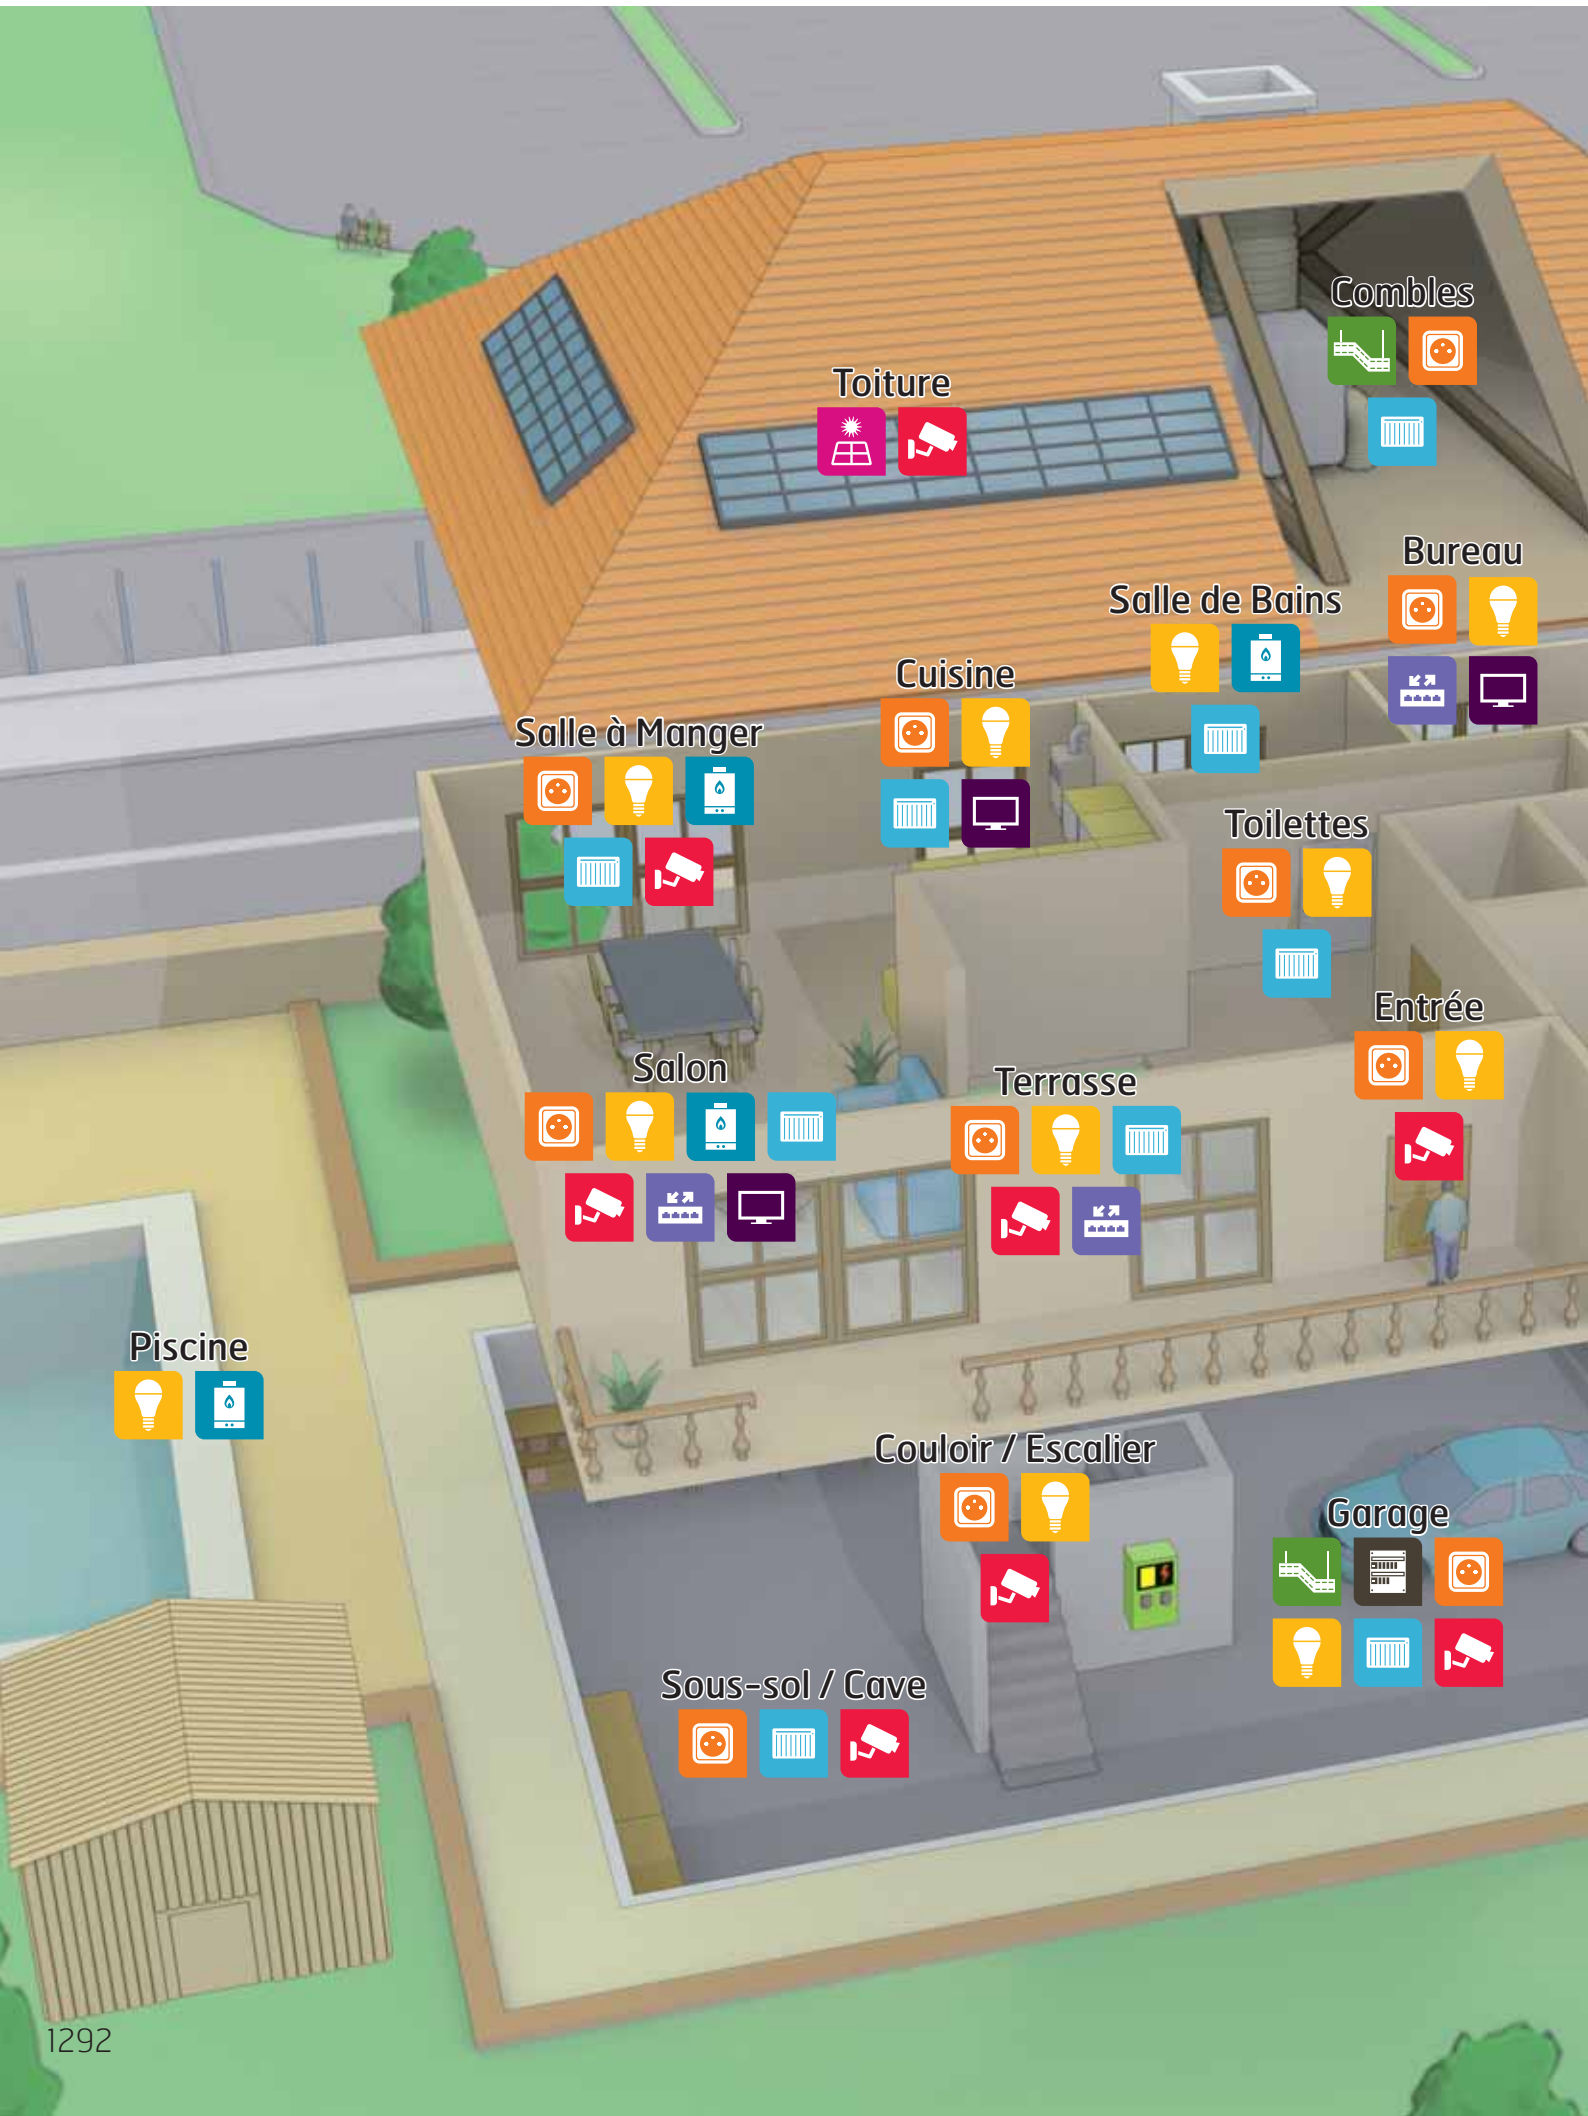 Combles
Toiture
Bureau
Salle de Bains
Cuisine
Salle à Manger
Toilettes
Entrée
Salon
Terrasse
Piscine
Couloir / Escalier
Garage
Sous-sol / Cave
1292